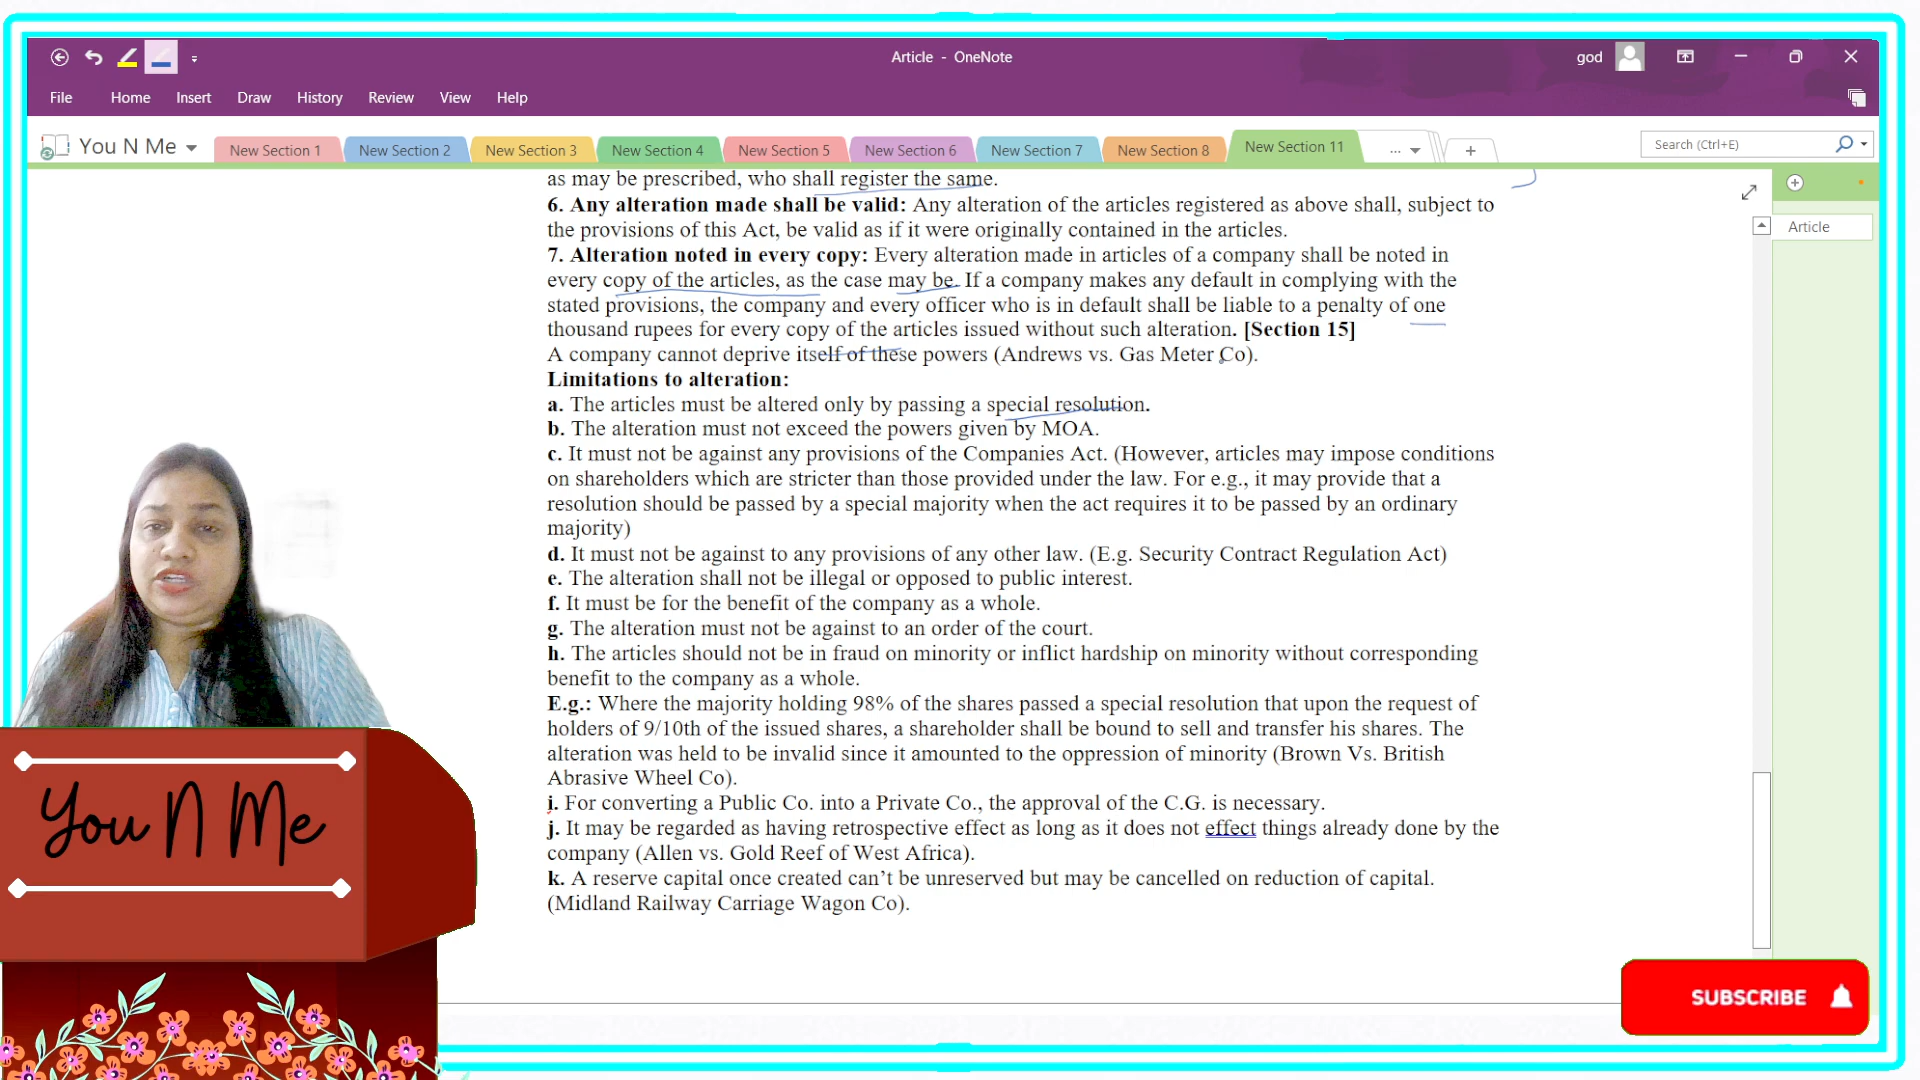 Article - OneNote
god
File Home Insert Draw History Review View Help
You N Me New Section 1 New Section 2 New Section 3 New Section 4 New Section 5 New Section 6 New Section 7 New Section 8 New Section 11 ... + Search (Ctrl+E)
Article
as may be prescribed, who shall register the same.
6. Any alteration made shall be valid: Any alteration of the articles registered as above shall, subject to
the provisions of this Act, be valid as if it were originally contained in the articles.
7. Alteration noted in every copy: Every alteration made in articles of a company shall be noted in
every copy of the articles, as the case may be. If a company makes any default in complying with the
stated provisions, the company and every officer who is in default shall be liable to a penalty of one
thousand rupees for every copy of the articles issued without such alteration. [Section 15]
A company cannot deprive itself of these powers (Andrews vs. Gas Meter Co).
Limitations to alteration:
a. The articles must be altered only by passing a special resolution.
b. The alteration must not exceed the powers given by MOA.
c. It must not be against any provisions of the Companies Act. (However, articles may impose conditions
on shareholders which are stricter than those provided under the law. For e.g., it may provide that a
resolution should be passed by a special majority when the act requires it to be passed by an ordinary
majority)
d. It must not be against to any provisions of any other law. (E.g. Security Contract Regulation Act)
e. The alteration shall not be illegal or opposed to public interest.
f. It must be for the benefit of the company as a whole.
g. The alteration must not be against to an order of the court.
h. The articles should not be in fraud on minority or inflict hardship on minority without corresponding
benefit to the company as a whole.
E.g.: Where the majority holding 98% of the shares passed a special resolution that upon the request of
holders of 9/10th of the issued shares, a shareholder shall be bound to sell and transfer his shares. The
alteration was held to be invalid since it amounted to the oppression of minority (Brown Vs. British
Abrasive Wheel Co).
i. For converting a Public Co. into a Private Co., the approval of the C.G. is necessary.
j. It may be regarded as having retrospective effect as long as it does not effect things already done by the
company (Allen vs. Gold Reef of West Africa).
k. A reserve capital once created can’t be unreserved but may be cancelled on reduction of capital.
(Midland Railway Carriage Wagon Co).
You N Me
SUBSCRIBE